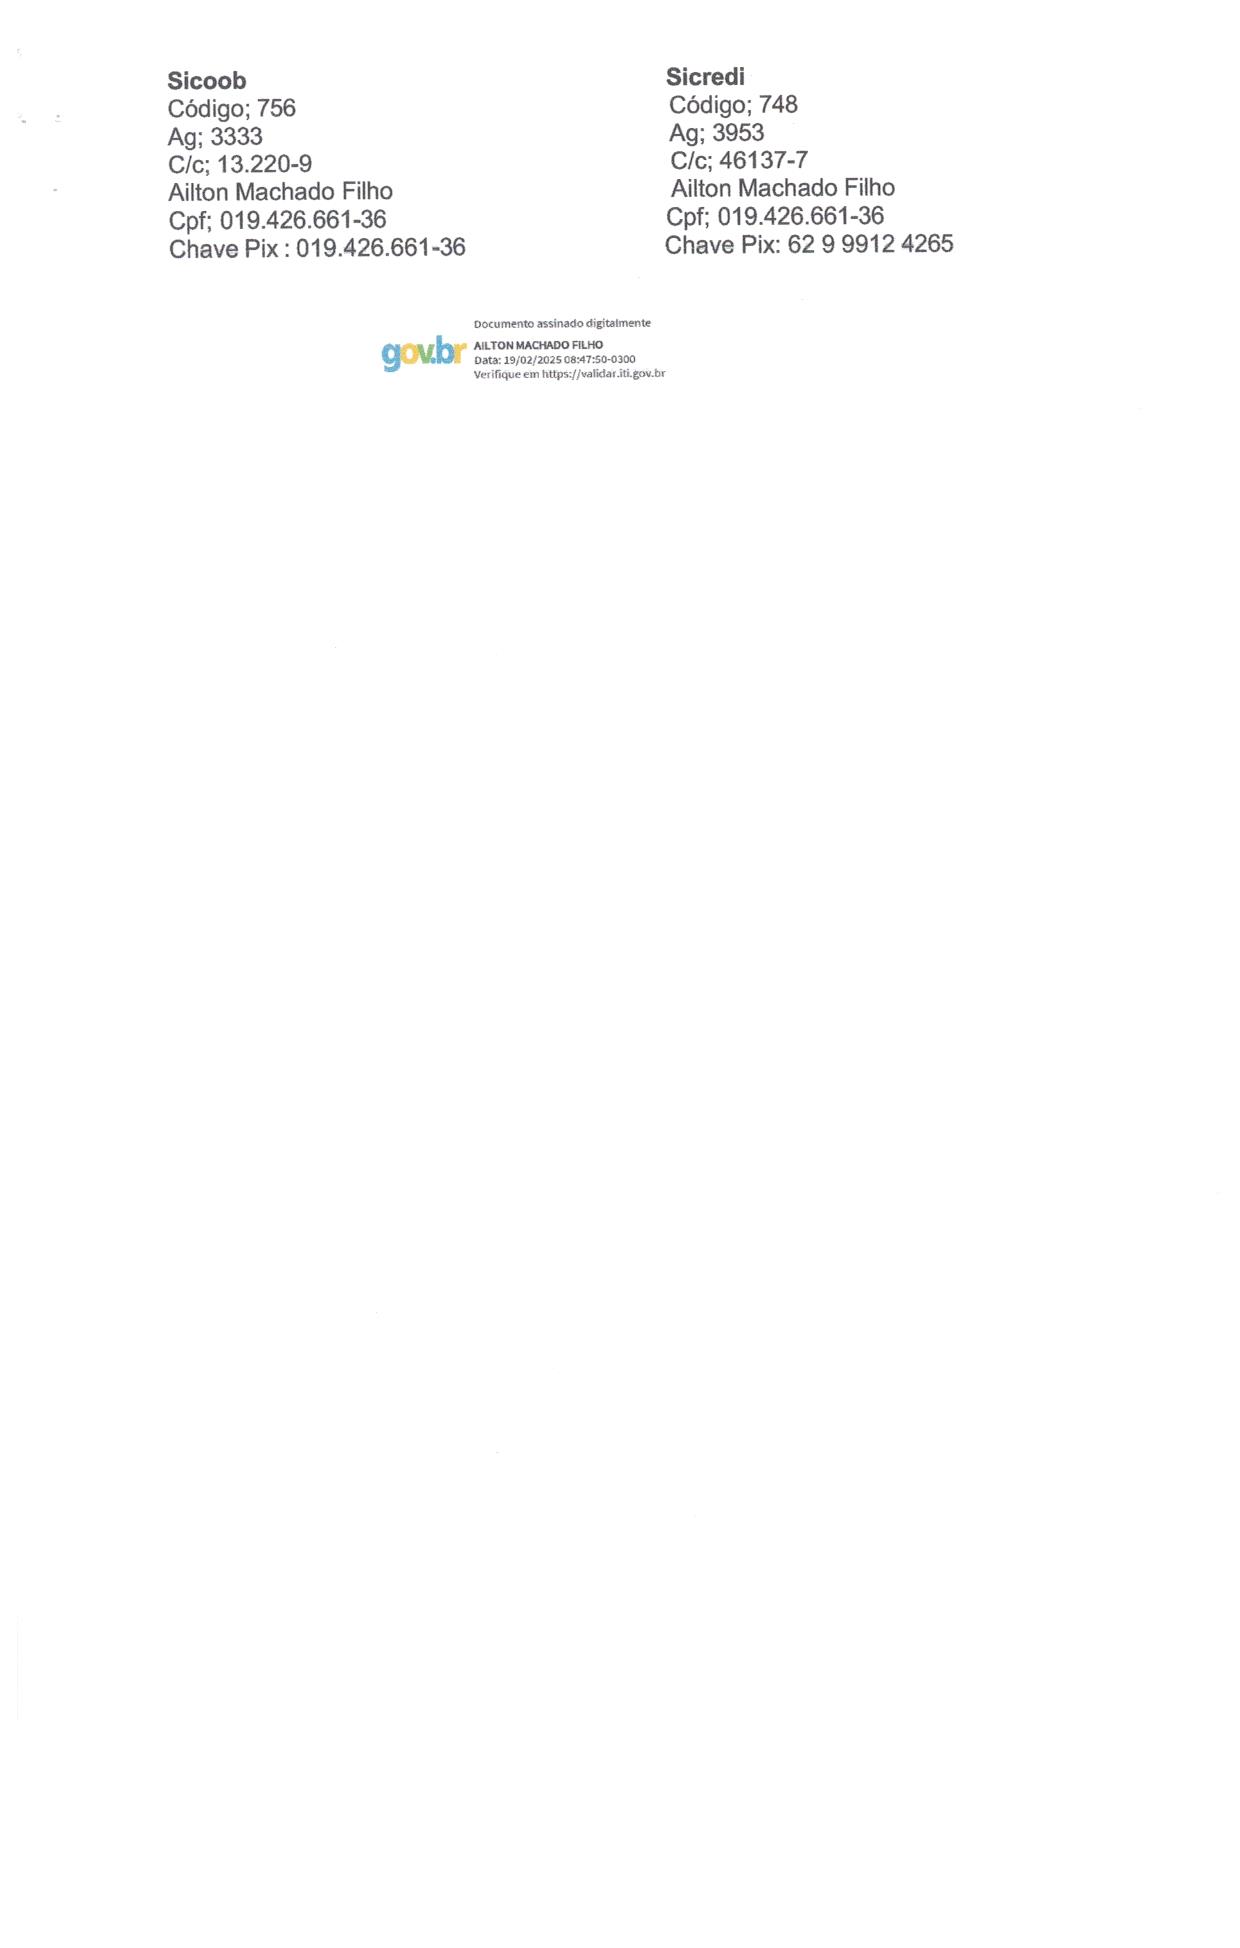 Sicoob
Código; 756
Ag; 3333
C/c; 13.220-9
Ailton Machado Filho
Cpf; 019.426.661-36
Chave Pix : 019.426.661-36
Sicredi
Código; 748
Ag; 3953
C/c; 46137-7
Ailton Machado Filho
Cpf; 019.426.661-36
Chave Pix: 62 9 9912 4265
gov.br
Documento assinado digitalmente
AILTON MACHADO FILHO
Data: 19/02/2025 08:47:50-0300
Verifique em https://validar.iti.gov.br